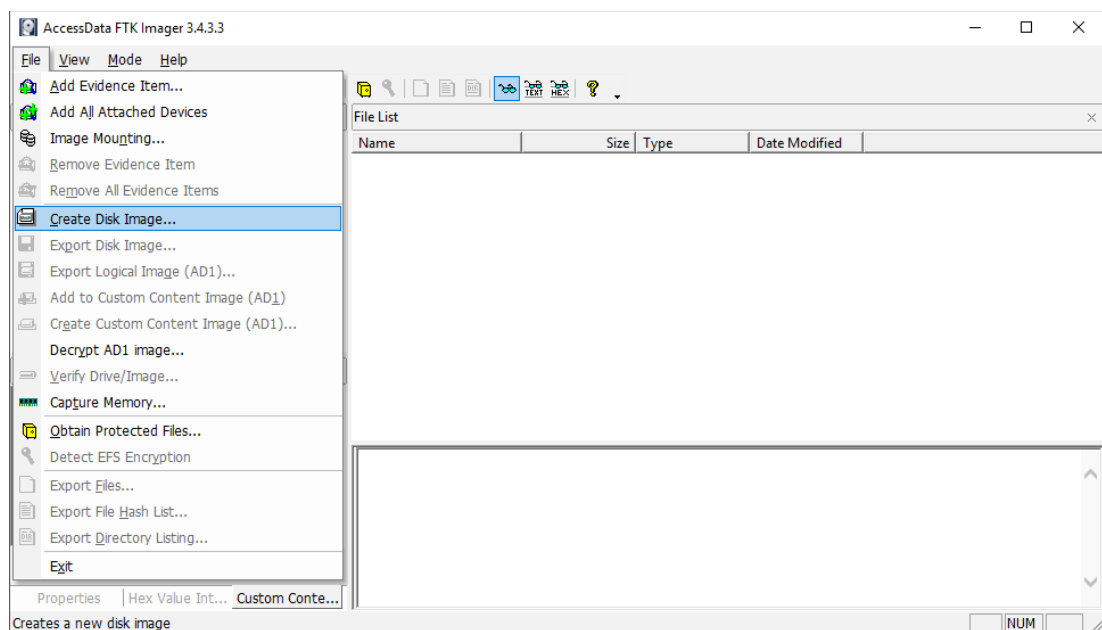 AccessData FTK Imager 3.4.3.3
File View Mode Help
Add Evidence Item...
Add All Attached Devices
Image Mounting...
Remove Evidence Item
Remove All Evidence Items
Create Disk Image...
Export Disk Image...
Export Logical Image (AD1)...
Add to Custom Content Image (AD1)
Create Custom Content Image (AD1)...
Decrypt AD1 image...
Verify Drive/Image...
Capture Memory...
Obtain Protected Files...
Detect EFS Encryption
Export Files...
Export File Hash List...
Export Directory Listing...
Exit
TEXT HEX ?
File List
Name Size Type Date Modified
Properties Hex Value Int... Custom Conte...
Creates a new disk image
NUM